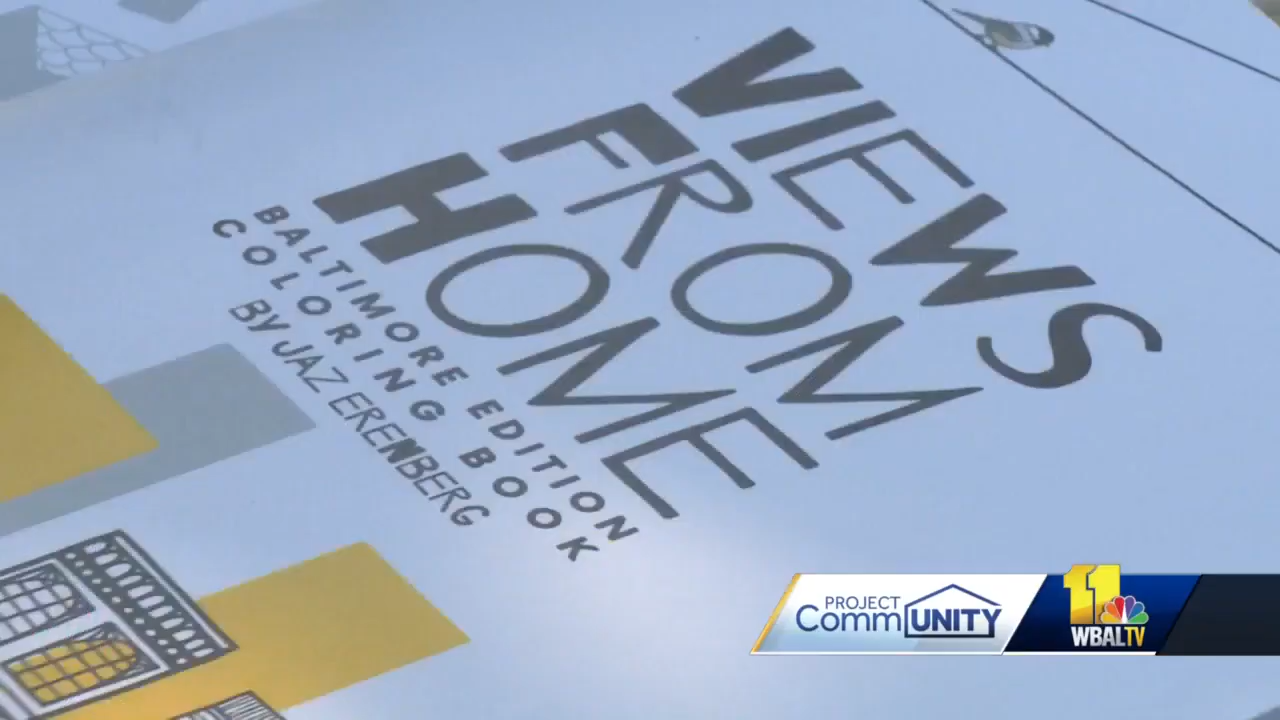 VIEWS
FROM
HOME
BALTIMORE EDITION
COLORING BOOK
BY JAZ ERENBERG
PROJECT
CommUNITY
11
WBALTV